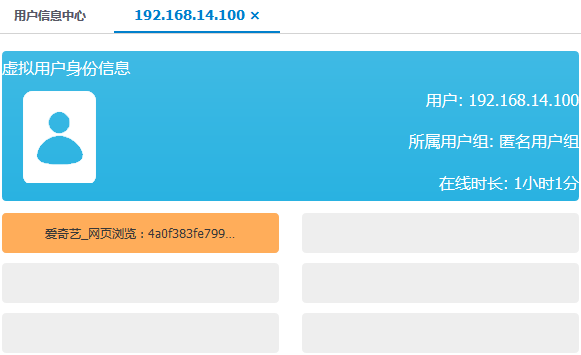 用户信息中心
192.168.14.100 ×
虚拟用户身份信息
用户: 192.168.14.100
所属用户组: 匿名用户组
在线时长: 1小时1分
爱奇艺_网页浏览：4a0f383fe799...